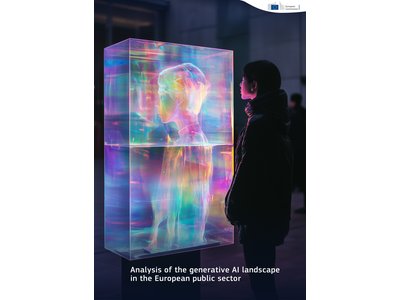 Analysis of the generative AI landscape
in the European public sector